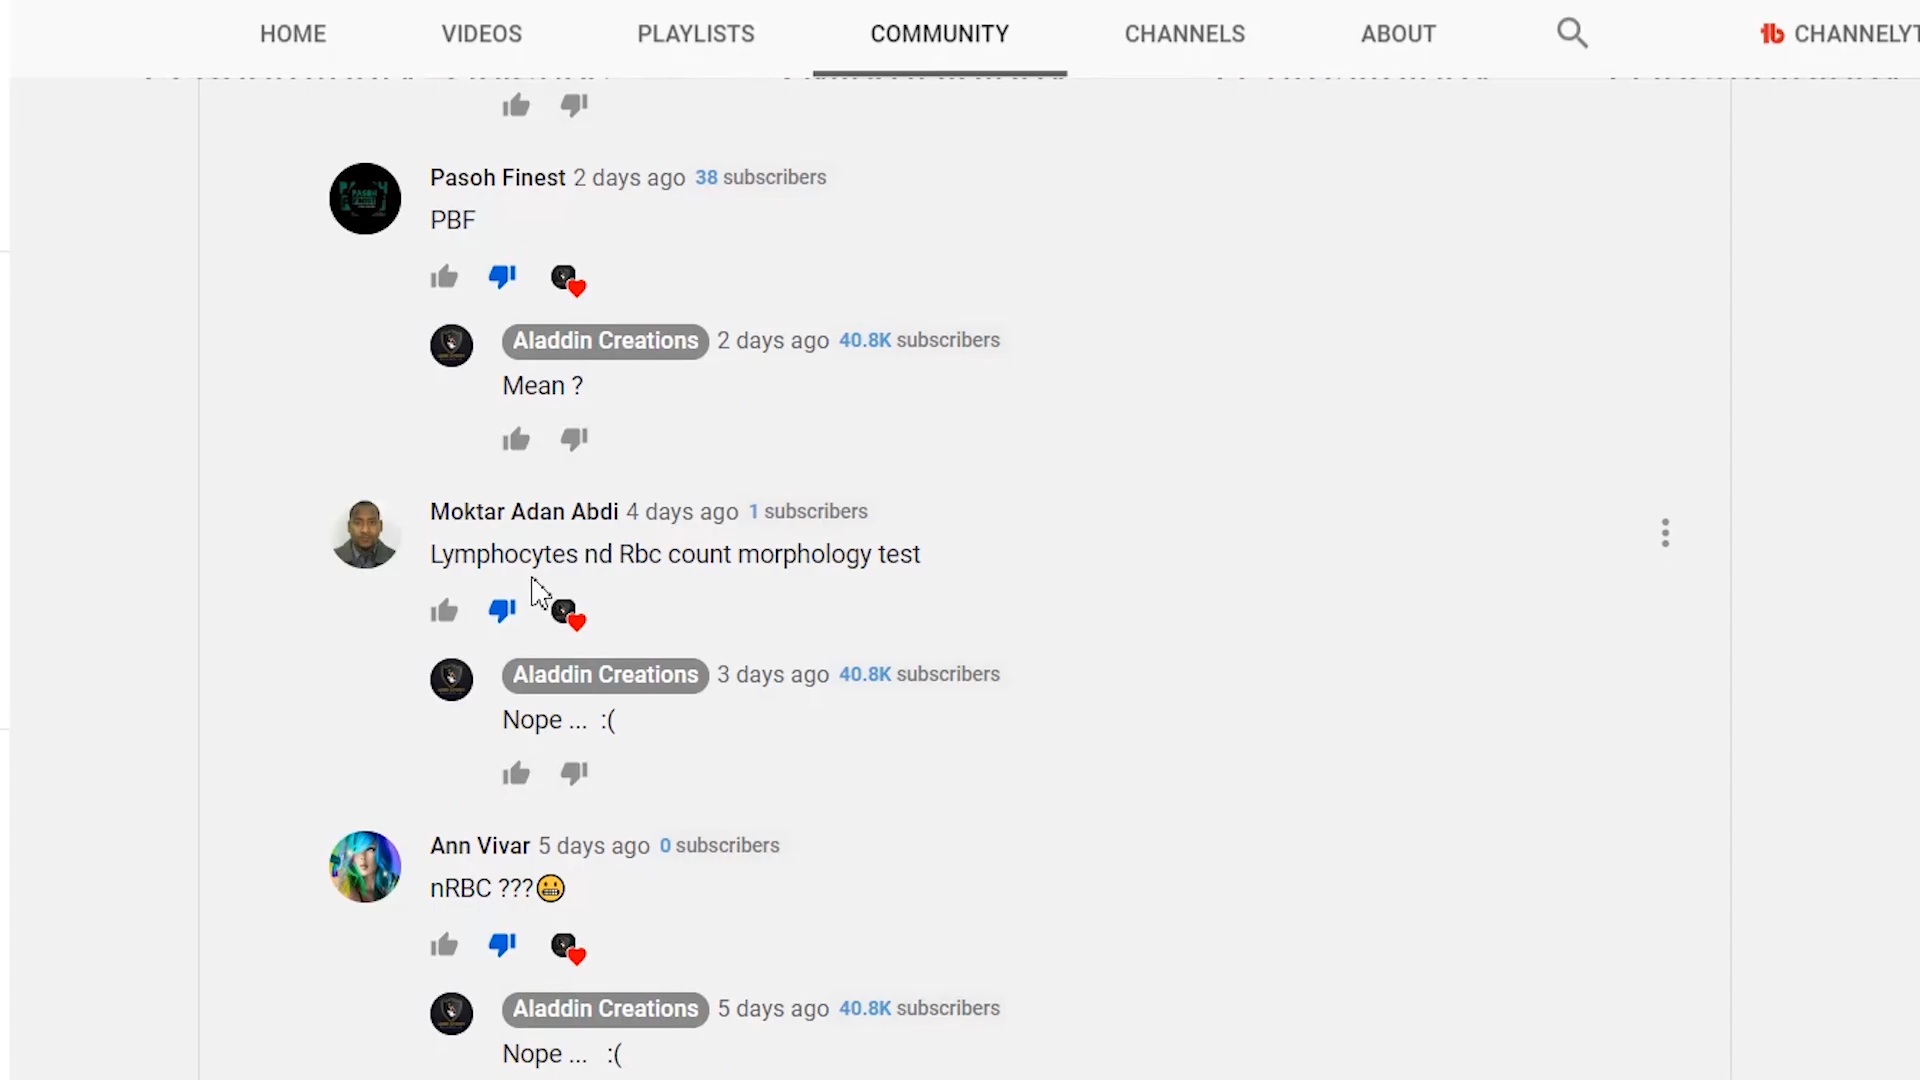 HOME VIDEOS PLAYLISTS COMMUNITY CHANNELS ABOUT CHANNELYT
Pasoh Finest 2 days ago 38 subscribers
PBF
Aladdin Creations 2 days ago 40.8K subscribers
Mean ?
Moktar Adan Abdi 4 days ago 1 subscribers
Lymphocytes nd Rbc count morphology test
Aladdin Creations 3 days ago 40.8K subscribers
Nope ... :(
Ann Vivar 5 days ago 0 subscribers
nRBC ???😬
Aladdin Creations 5 days ago 40.8K subscribers
Nope ... :(